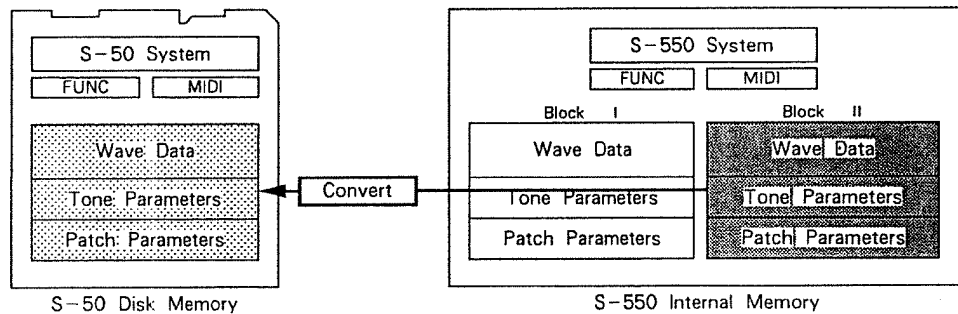 S-50 System
FUNC MIDI
Wave Data
Tone Parameters
Patch Parameters
S-50 Disk Memory
Convert
S-550 System
FUNC MIDI
Block I
Block II
Wave Data
Tone Parameters
Patch Parameters
Wave Data
Tone Parameters
Patch Parameters
S-550 Internal Memory